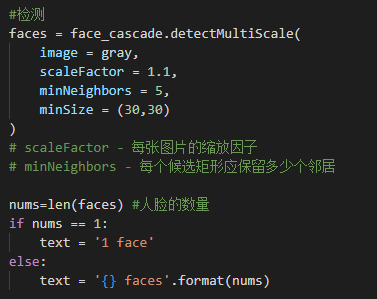 #检测
faces = face_cascade.detectMultiScale(
    image = gray,
    scaleFactor = 1.1,
    minNeighbors = 5,
    minSize = (30,30)
)
# scaleFactor - 每张图片的缩放因子
# minNeighbors - 每个候选矩形应保留多少个邻居
nums=len(faces) #人脸的数量
if nums == 1:
    text = '1 face'
else:
    text = '{} faces'.format(nums)